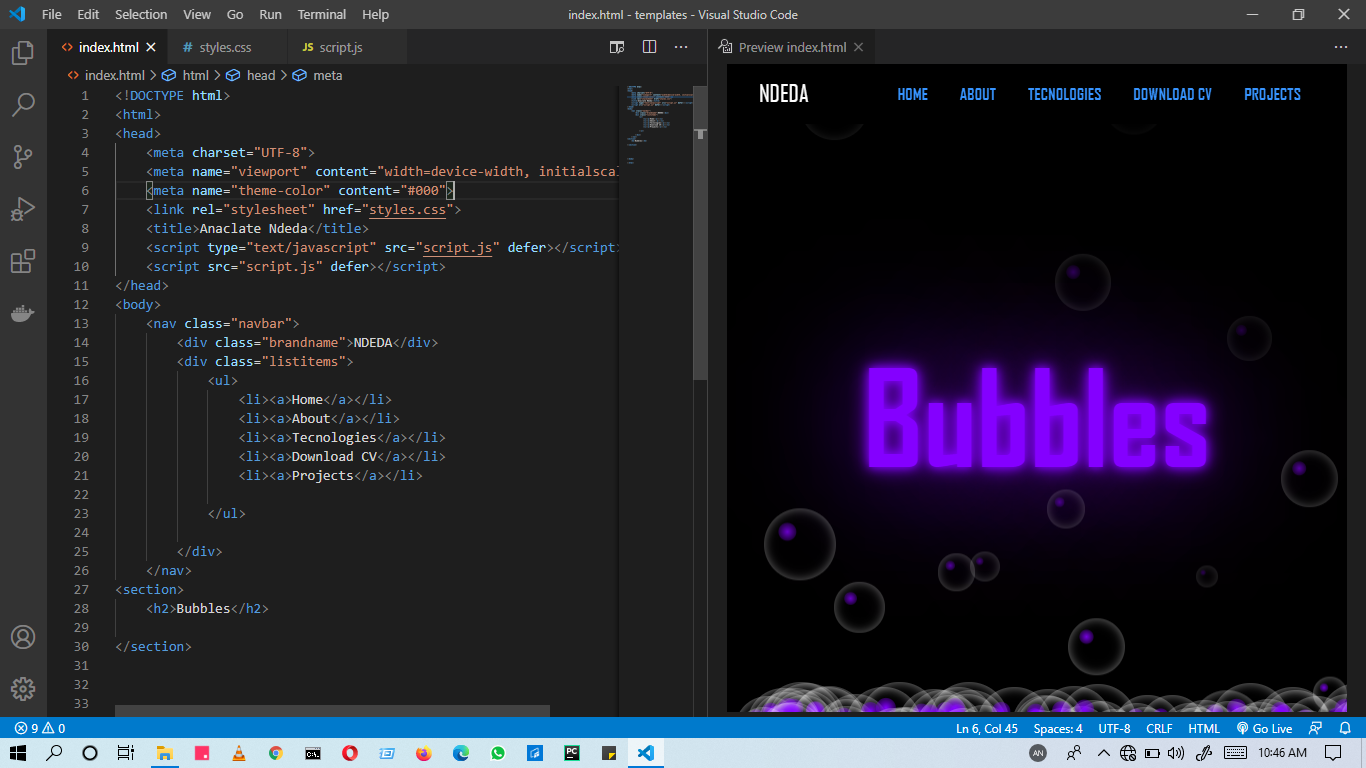 File Edit Selection View Go Run Terminal Help index.html - templates - Visual Studio Code
index.html styles.css script.js
index.html > html > head > meta
1 <!DOCTYPE html>
2 <html>
3 <head>
4 <meta charset="UTF-8">
5 <meta name="viewport" content="width=device-width, initialscal
6 <meta name="theme-color" content="#000">
7 <link rel="stylesheet" href="styles.css">
8 <title>Anaclate Ndeda</title>
9 <script type="text/javascript" src="script.js" defer></script>
10 <script src="script.js" defer></script>
11 </head>
12 <body>
13 <nav class="navbar">
14 <div class="brandname">NDEDA</div>
15 <div class="listitems">
16 <ul>
17 <li><a>Home</a></li>
18 <li><a>About</a></li>
19 <li><a>Tecnologies</a></li>
20 <li><a>Download CV</a></li>
21 <li><a>Projects</a></li>
22
23 </ul>
24
25 </div>
26 </nav>
27 <section>
28 <h2>Bubbles</h2>
29
30 </section>
31
32
33
Preview index.html
NDEDA HOME ABOUT TECNOLOGIES DOWNLOAD CV PROJECTS
Bubbles
9 0 Ln 6, Col 45 Spaces: 4 UTF-8 CRLF HTML Go Live
AN 10:46 AM